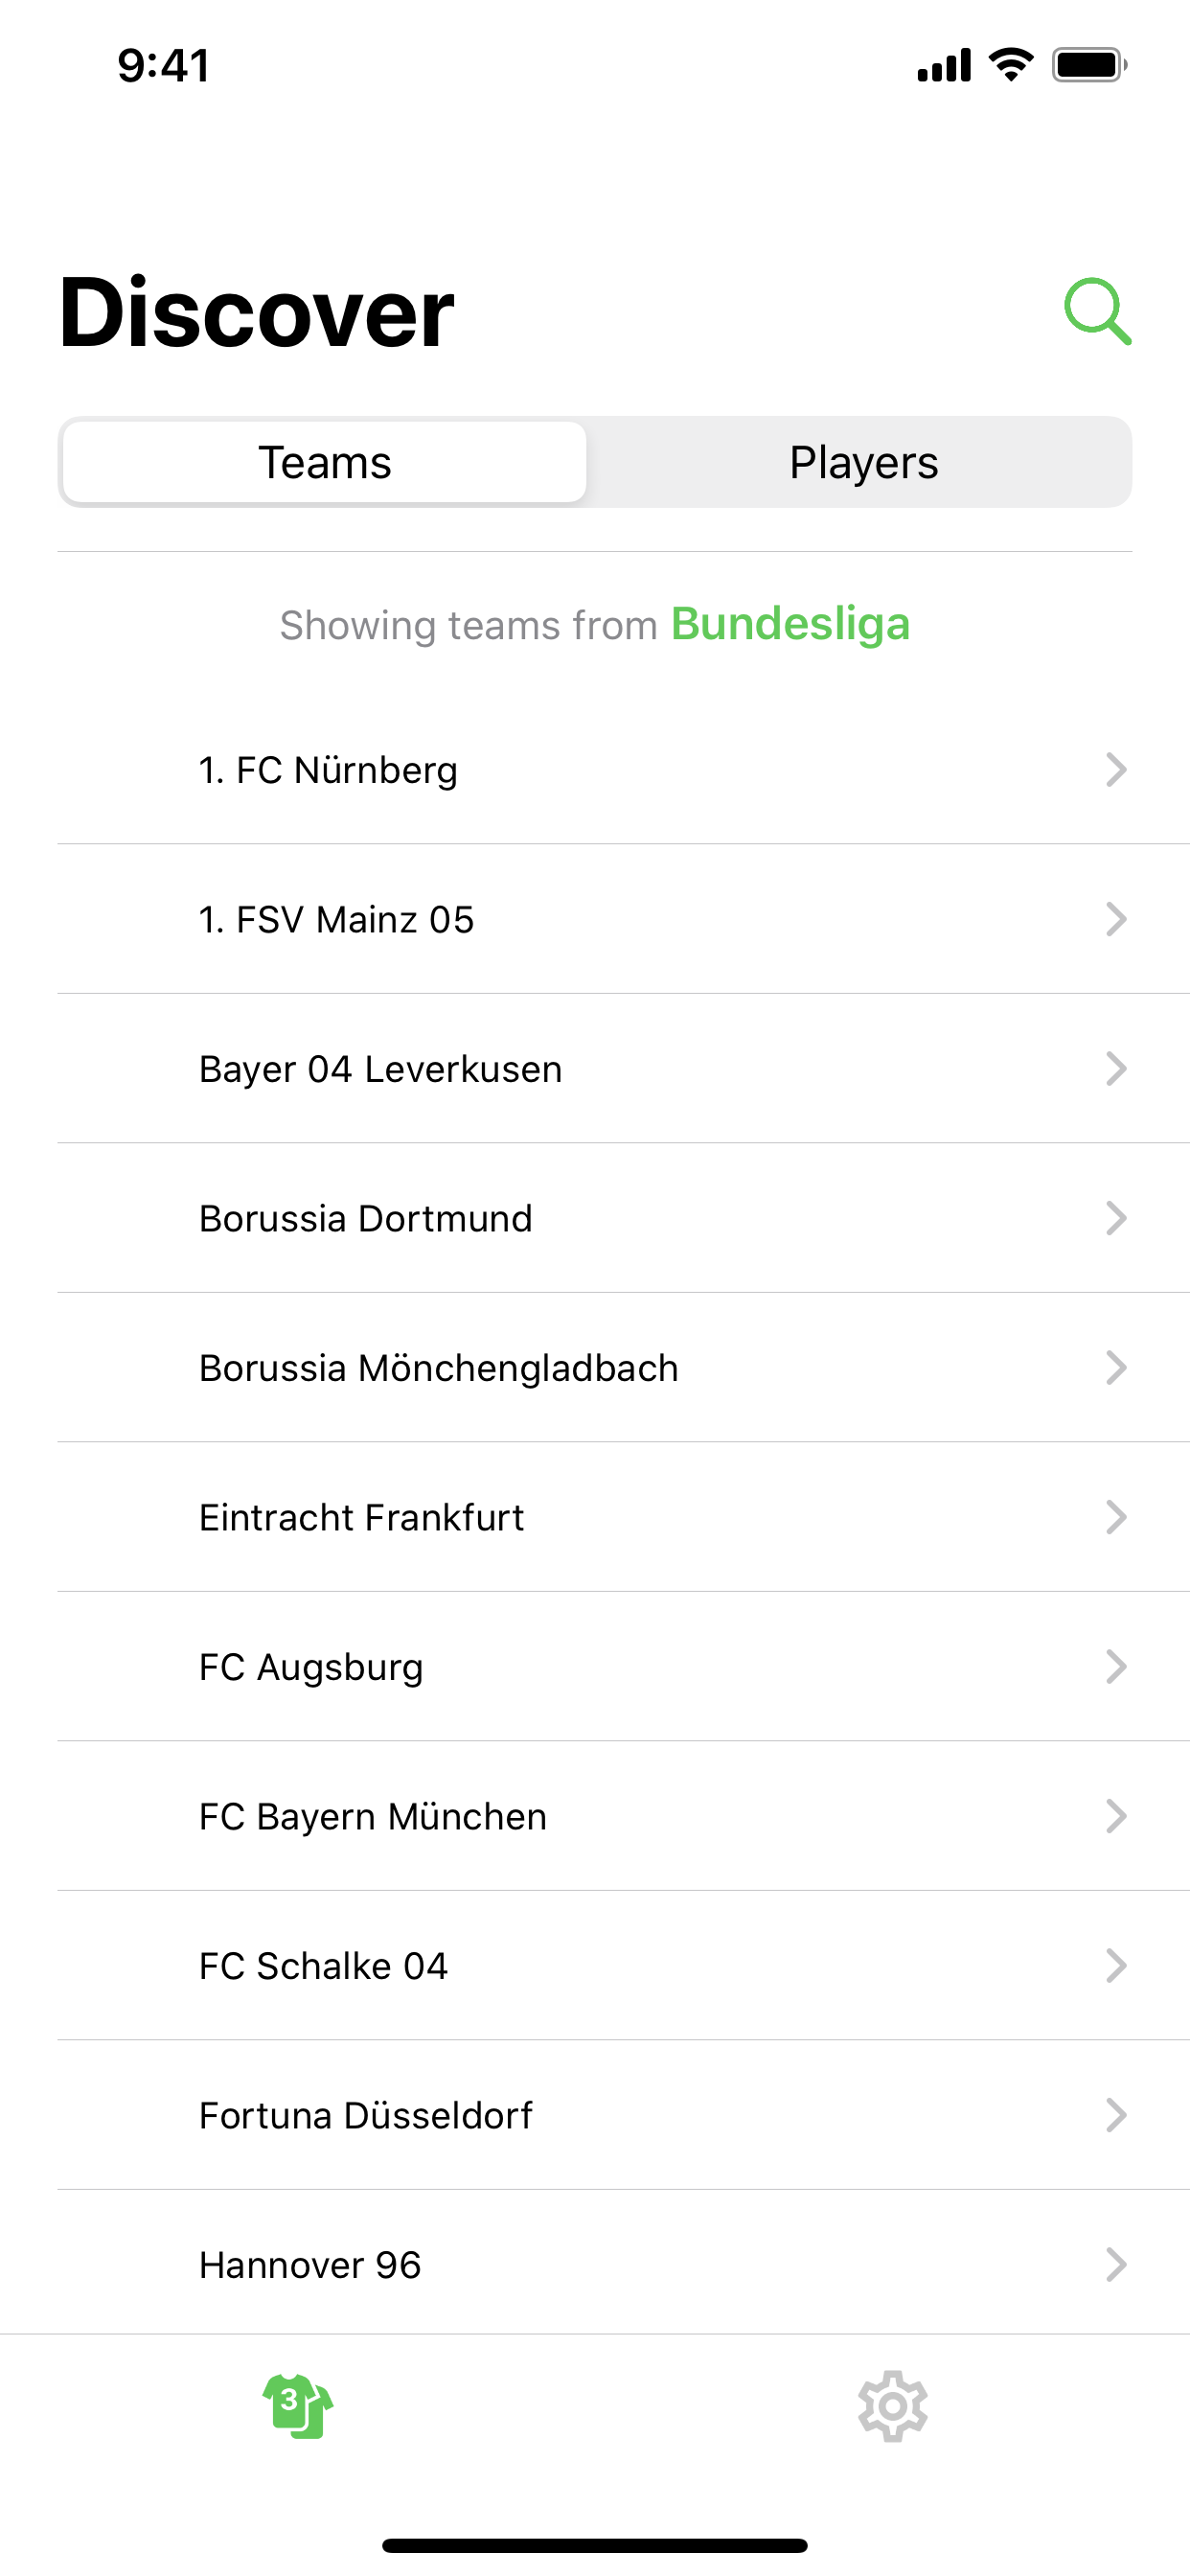 9:41
Discover
Teams
Players
Showing teams from Bundesliga
1. FC Nürnberg
1. FSV Mainz 05
Bayer 04 Leverkusen
Borussia Dortmund
Borussia Mönchengladbach
Eintracht Frankfurt
FC Augsburg
FC Bayern München
FC Schalke 04
Fortuna Düsseldorf
Hannover 96
3